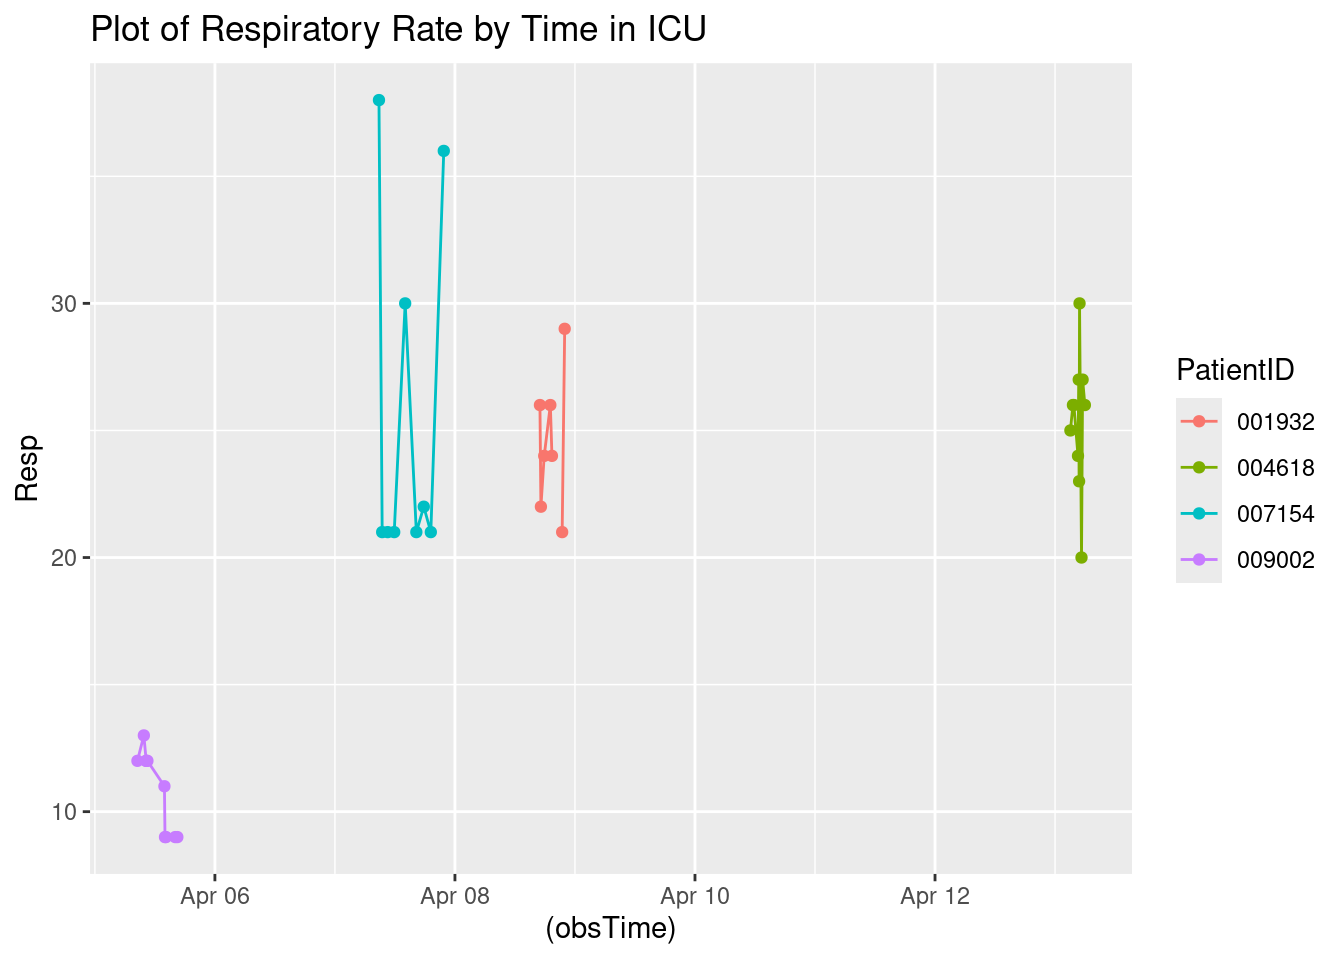 Plot of Respiratory Rate by Time in ICU
Resp
30
20
10
Apr 06
Apr 08
Apr 10
Apr 12
(obsTime)
PatientID
001932
004618
007154
009002